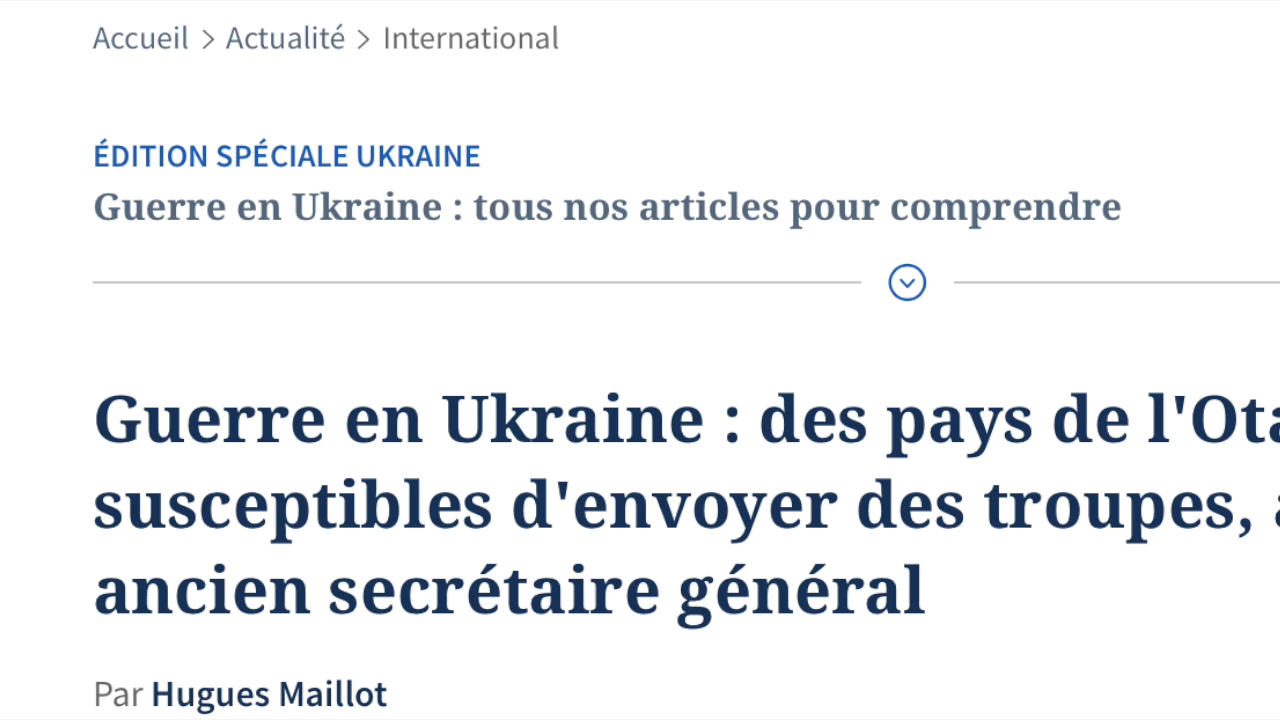 Accueil > Actualité > International
ÉDITION SPÉCIALE UKRAINE
Guerre en Ukraine : tous nos articles pour comprendre
Guerre en Ukraine : des pays de l'Ota
susceptibles d'envoyer des troupes,
ancien secrétaire général
Par Hugues Maillot